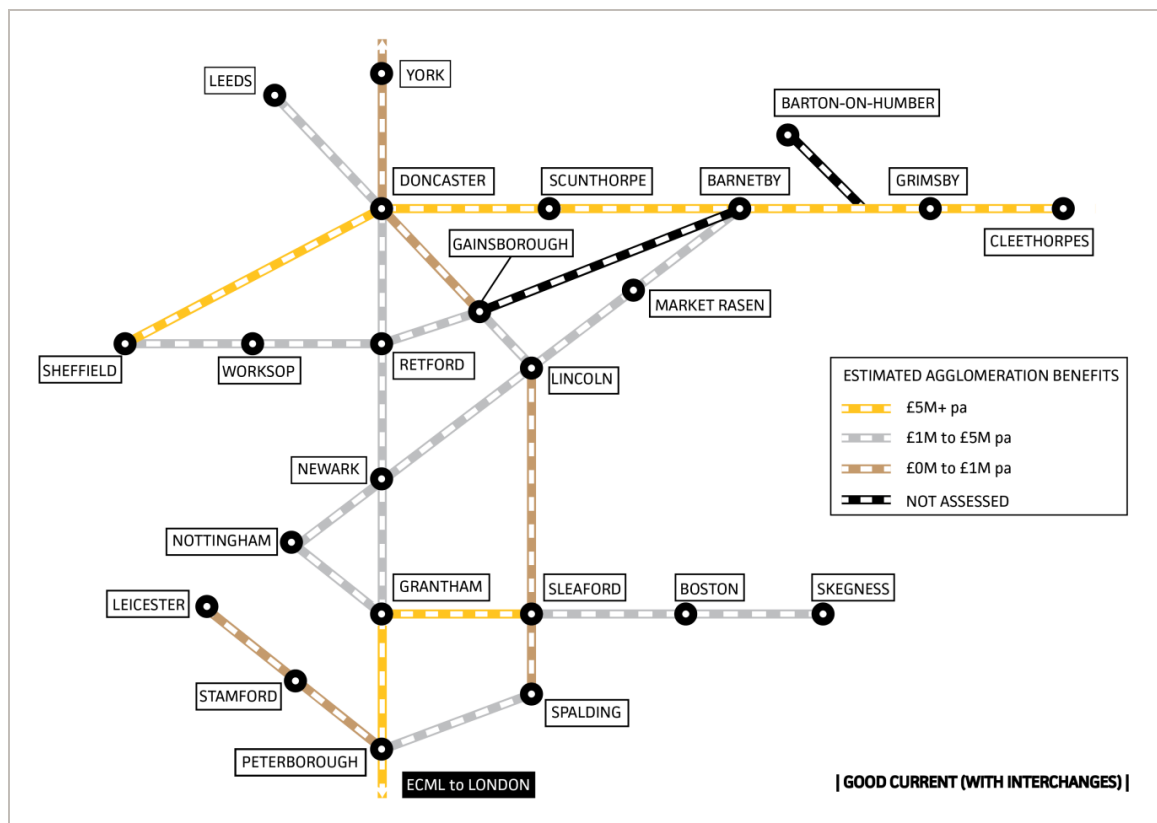 LEEDS
YORK
BARTON-ON-HUMBER
DONCASTER
SCUNTHORPE
BARNETBY
GRIMSBY
GAINSBOROUGH
CLEETHORPES
MARKET RASEN
SHEFFIELD
WORKSOP
RETFORD
LINCOLN
ESTIMATED AGGLOMERATION BENEFITS
£5M+ pa
£1M to £5M pa
£0M to £1M pa
NOT ASSESSED
NEWARK
NOTTINGHAM
LEICESTER
GRANTHAM
SLEAFORD
BOSTON
SKEGNESS
STAMFORD
SPALDING
PETERBOROUGH
ECML to LONDON
| GOOD CURRENT (WITH INTERCHANGES) |